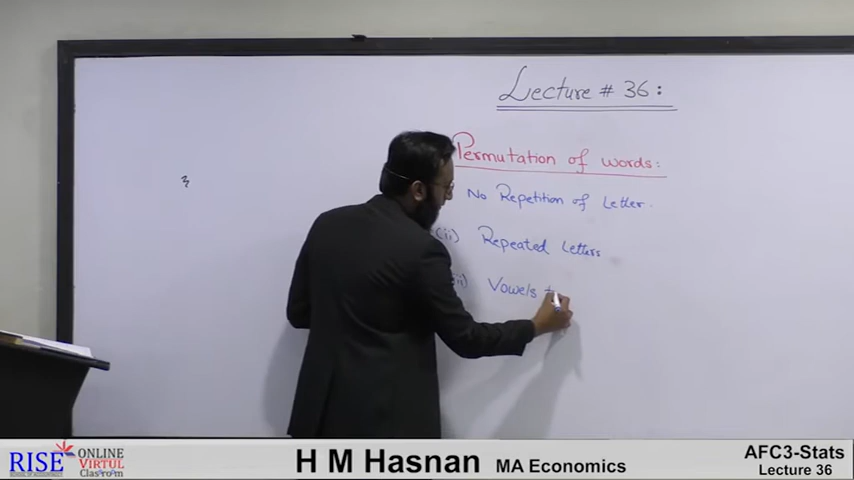 Lecture # 36 :
Permutation of words :
No Repetition of Letter.
(ii) Repeated Letters
Vowels
RISE ONLINE VIRTUL ClassrOOm
H M Hasnan MA Economics
AFC3-Stats
Lecture 36